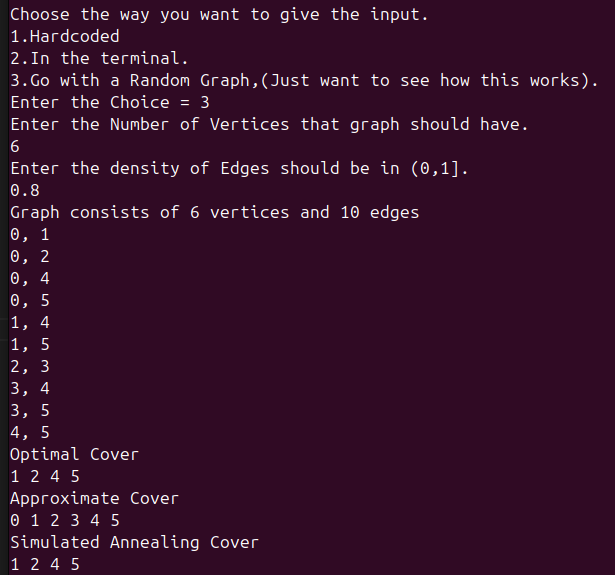 Choose the way you want to give the input.
1.Hardcoded
2.In the terminal.
3.Go with a Random Graph,(Just want to see how this works).
Enter the Choice = 3
Enter the Number of Vertices that graph should have.
6
Enter the density of Edges should be in (0,1].
0.8
Graph consists of 6 vertices and 10 edges
0, 1
0, 2
0, 4
0, 5
1, 4
1, 5
2, 3
3, 4
3, 5
4, 5
Optimal Cover
1 2 4 5
Approximate Cover
0 1 2 3 4 5
Simulated Annealing Cover
1 2 4 5